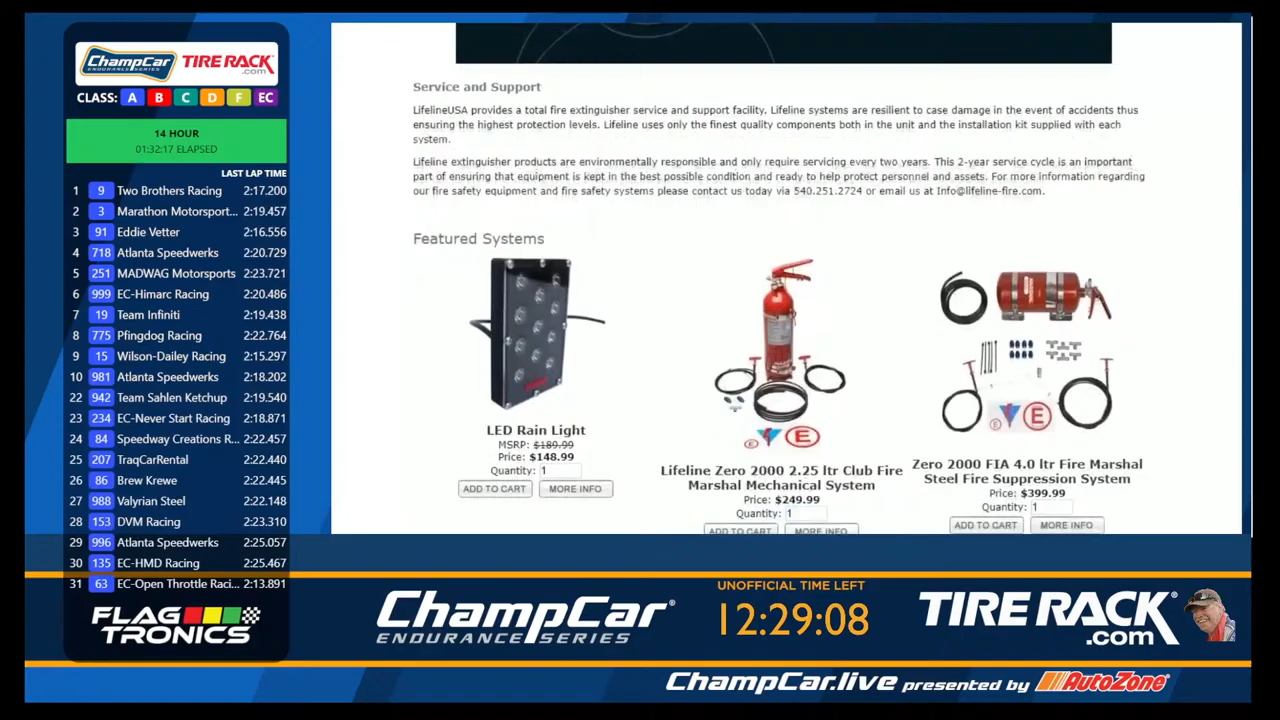 ChampCar
ENDURANCE SERIES
TIRE RACK
.com
CLASS: A B C D F EC
14 HOUR
01:32:17 ELAPSED
LAST LAP TIME
1 9 Two Brothers Racing 2:17.200
2 3 Marathon Motorsport... 2:19.457
3 91 Eddie Vetter 2:16.556
4 718 Atlanta Speedwerks 2:20.729
5 251 MADWAG Motorsports 2:23.721
6 999 EC-Himarc Racing 2:20.486
7 19 Team Infiniti 2:19.438
8 775 Pfingdog Racing 2:22.764
9 15 Wilson-Dailey Racing 2:15.297
10 981 Atlanta Speedwerks 2:18.202
22 942 Team Sahlen Ketchup 2:19.540
23 234 EC-Never Start Racing 2:18.871
24 84 Speedway Creations R... 2:22.457
25 207 TraqCarRental 2:22.440
26 86 Brew Krewe 2:22.445
27 988 Valyrian Steel 2:22.148
28 153 DVM Racing 2:23.310
29 996 Atlanta Speedwerks 2:25.057
30 135 EC-HMD Racing 2:25.467
31 63 EC-Open Throttle Raci... 2:13.891
FLAG
TRONICS
Service and Support
LifelineUSA provides a total fire extinguisher service and support facility. Lifeline systems are resilient to case damage in the event of accidents thus
ensuring the highest protection levels. Lifeline uses only the finest quality components both in the unit and the installation kit supplied with each
system.
Lifeline extinguisher products are environmentally responsible and only require servicing every two years. This 2-year service cycle is an important
part of ensuring that equipment is kept in the best possible condition and ready to help protect personnel and assets. For more information regarding
our fire safety equipment and fire safety systems please contact us today via 540.251.2724 or email us at Info@lifeline-fire.com.
Featured Systems
LED Rain Light
MSRP: $189.99
Price: $148.99
Quantity: 1
ADD TO CART MORE INFO
E
Lifeline Zero 2000 2.25 ltr Club Fire
Marshal Mechanical System
Price: $249.99
Quantity: 1
ADD TO CART MORE INFO
E
Zero 2000 FIA 4.0 ltr Fire Marshal
Steel Fire Suppression System
Price: $399.99
Quantity: 1
ADD TO CART MORE INFO
ChampCar®
ENDURANCE SERIES
UNOFFICIAL TIME LEFT
12:29:08
TIRE RACK
.com
ChampCar.live presented by AutoZone